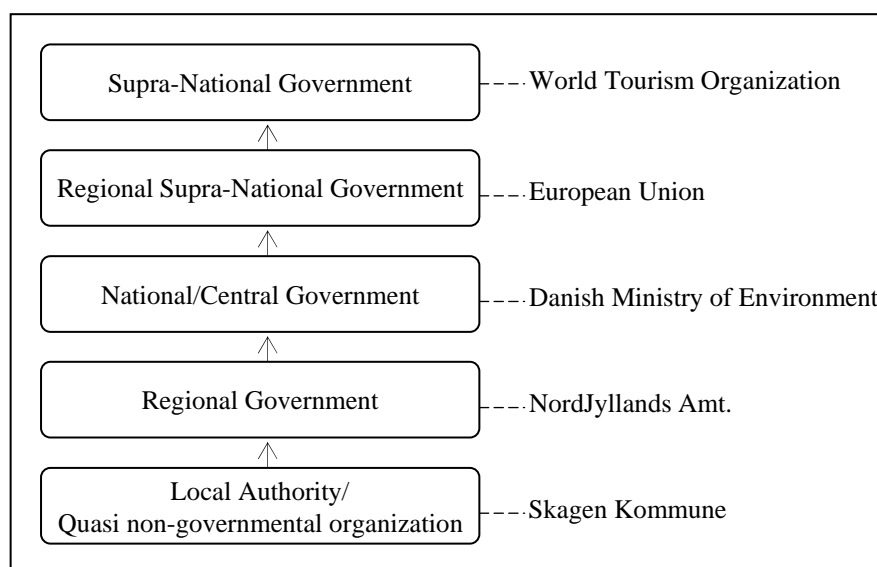 Supra-National Government
World Tourism Organization
Regional Supra-National Government
European Union
National/Central Government
Danish Ministry of Environment
Regional Government
NordJyllands Amt.
Local Authority/
Quasi non-governmental organization
Skagen Kommune